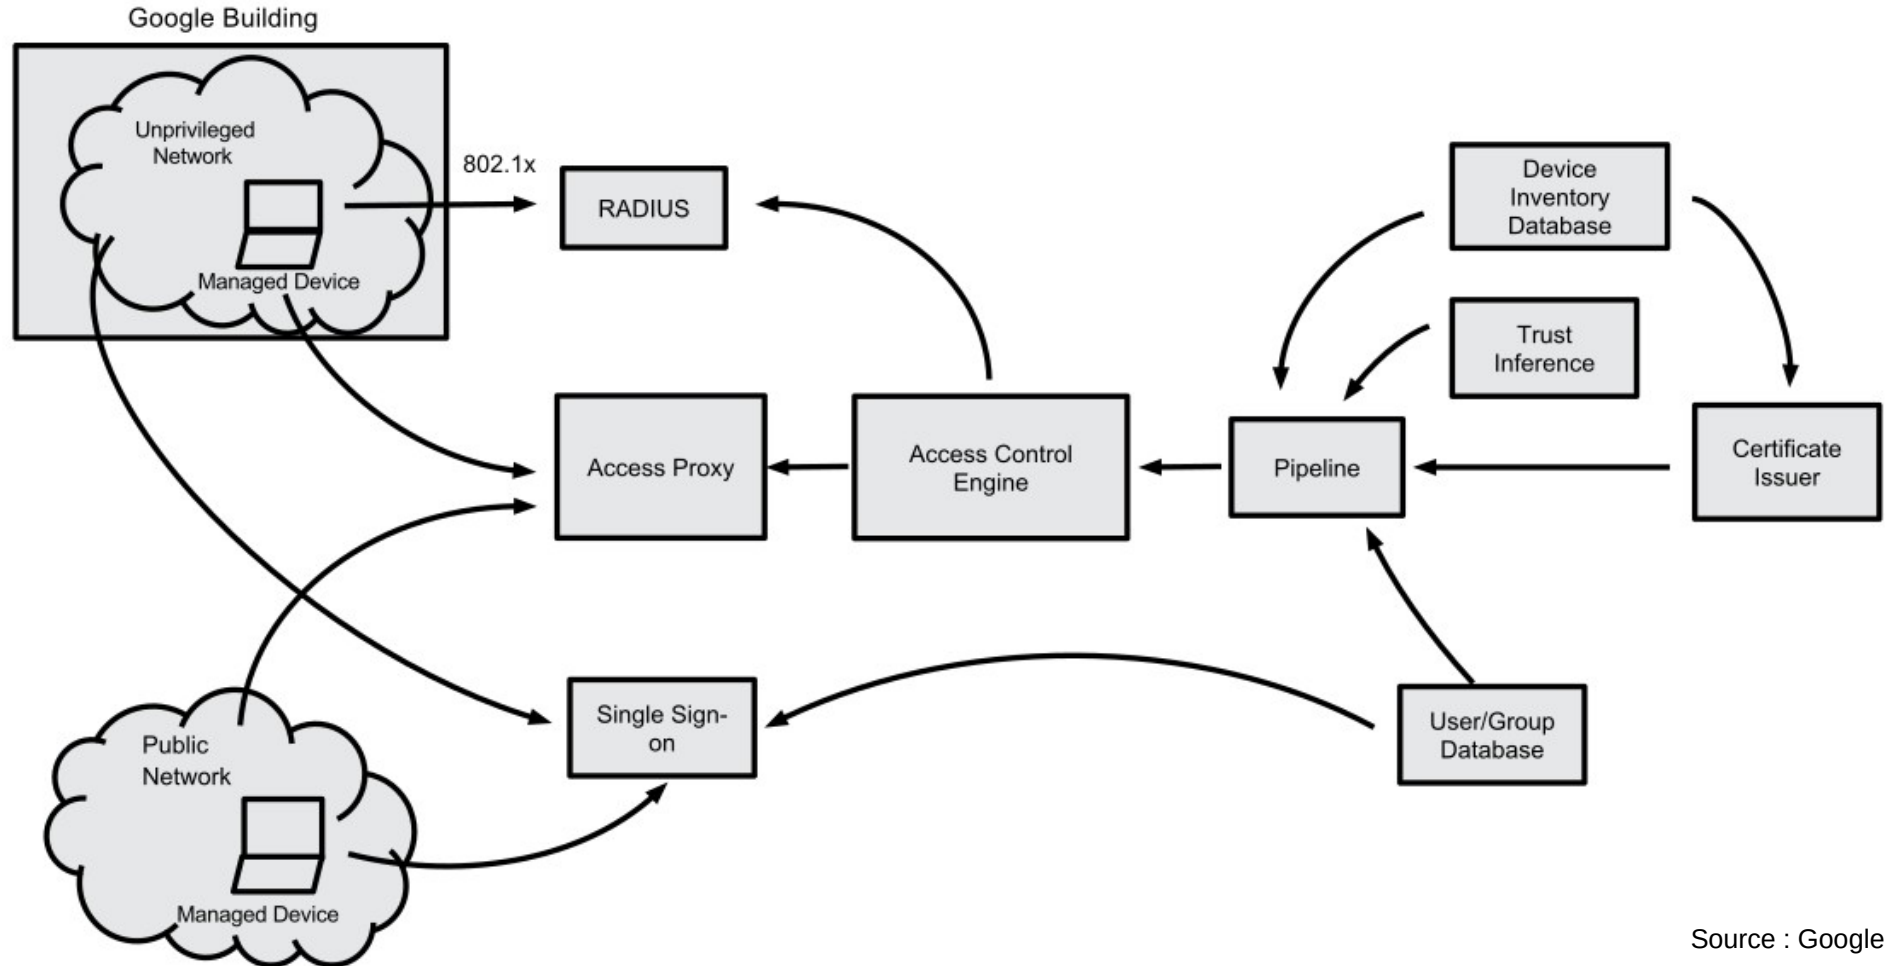 Google Building
Unprivileged
Network
802.1x
Managed Device
RADIUS
Device
Inventory
Database
Trust
Inference
Access Proxy
Access Control
Engine
Pipeline
Certificate
Issuer
Public
Network
Managed Device
Single Sign-
on
User/Group
Database
Source : Google